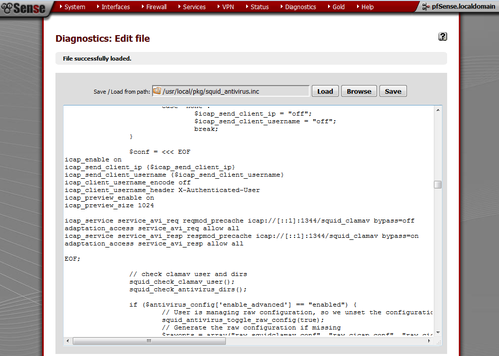 Sense
System Interfaces Firewall Services VPN Status Diagnostics Gold Help
pfSense.localdomain
Diagnostics: Edit file
?
File successfully loaded.
Save / Load from path: /usr/local/pkg/squid_antivirus.inc Load Browse Save
case "none":
$icap_send_client_ip = "off";
$icap_send_client_username = "off";
break;
}
$conf = <<< EOF
icap_enable on
icap_send_client_ip {$icap_send_client_ip}
icap_send_client_username {$icap_send_client_username}
icap_client_username_encode off
icap_client_username_header X-Authenticated-User
icap_preview_enable on
icap_preview_size 1024
icap_service service_avi_req reqmod_precache icap://[::1]:1344/squid_clamav bypass=off
adaptation_access service_avi_req allow all
icap_service service_avi_resp respmod_precache icap://[::1]:1344/squid_clamav bypass=on
adaptation_access service_avi_resp allow all
EOF;
// check clamav user and dirs
squid_check_clamav_user();
squid_check_antivirus_dirs();
if ($antivirus_config['enable_advanced'] == "enabled") {
// User is managing raw configuration, so we unset the configuratio
squid_antivirus_toggle_raw_config(true);
// Generate the raw configuration if missing